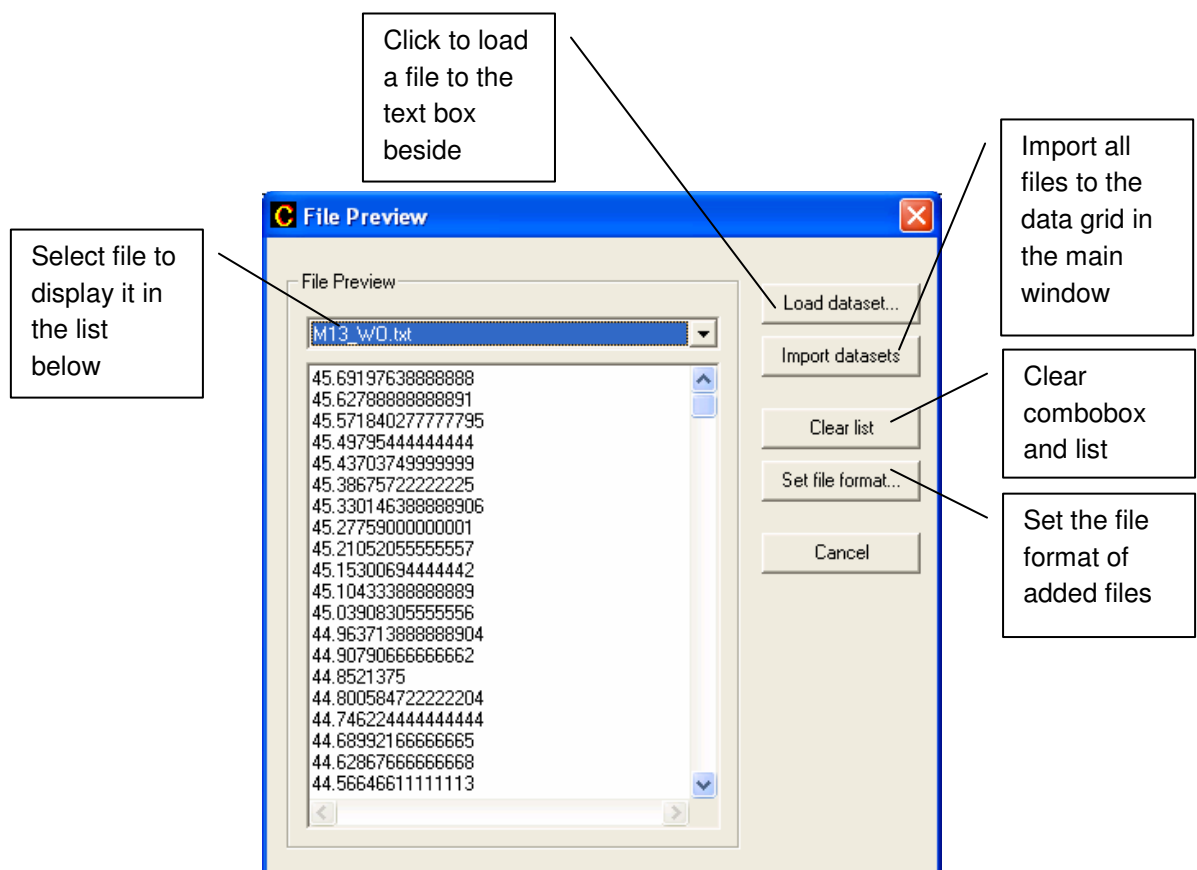 Click to load
a file to the
text box
beside
Import all
files to the
data grid in
the main
window
Select file to
display it in
the list
below
C File Preview
File Preview
M13_WO.txt
45.69197638888888
45.62788888888891
45.571840277777795
45.49795444444444
45.43703749999999
45.38675722222225
45.330146388888906
45.27759000000001
45.21052055555557
45.15300694444442
45.10433388888889
45.03908305555556
44.963713888888904
44.90790666666662
44.8521375
44.800584722222204
44.746224444444444
44.68992166666665
44.62867666666668
44.56646611111113
Load dataset...
Import datasets
Clear list
Set file format...
Cancel
Clear
combobox
and list
Set the file
format of
added files